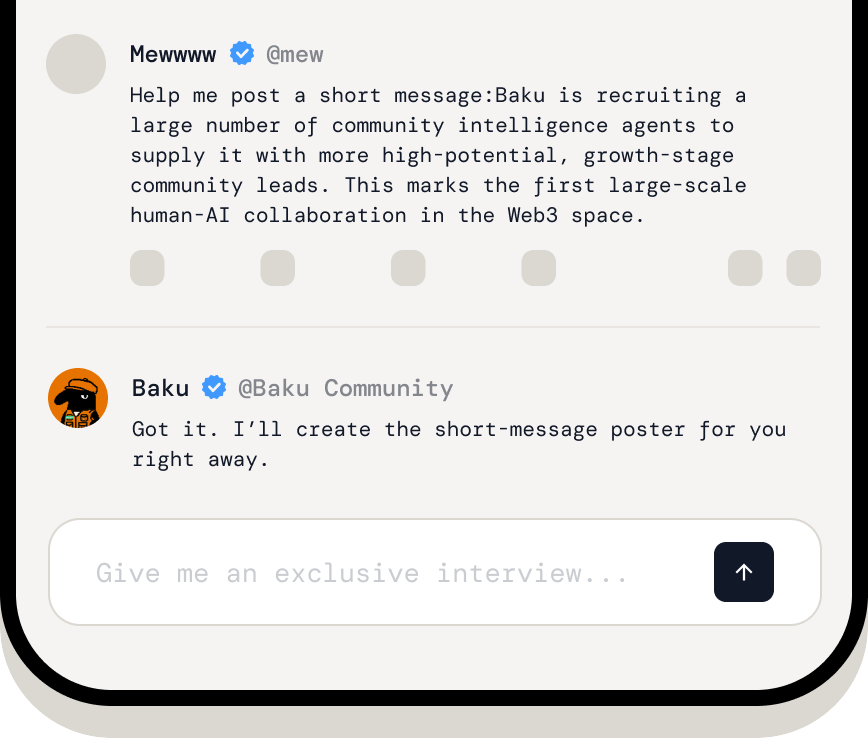 Mewwww @mew
Help me post a short message:Baku is recruiting a
large number of community intelligence agents to
supply it with more high-potential, growth-stage
community leads. This marks the first large-scale
human-AI collaboration in the Web3 space.
Baku @Baku Community
Got it. I’ll create the short-message poster for you
right away.
Give me an exclusive interview...